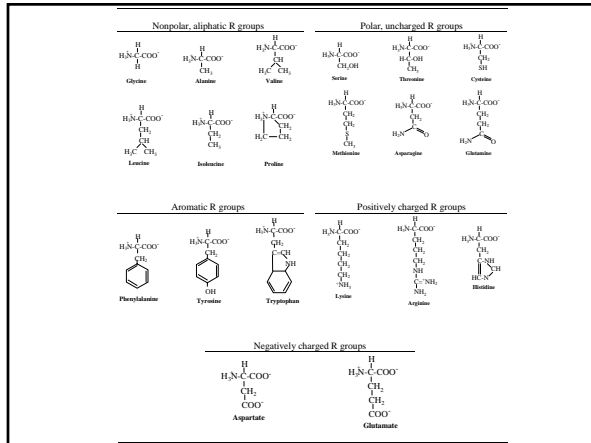 Nonpolar, aliphatic R groups
Polar, uncharged R groups
H
H₃N-C-COO⁻
H
Glycine
H
H₃N-C-COO⁻
CH₃
Alanine
H
H₃N-C-COO⁻
CH
H₃C CH₃
Valine
H
H₃N-C-COO⁻
CH₂OH
Serine
H
H₃N-C-COO⁻
H-C-OH
CH₃
Threonine
H
H₃N-C-COO⁻
CH₂
SH
Cysteine
H
H₃N-C-COO⁻
CH₂
CH
H₃C CH₃
Leucine
H
H₃N-C-COO⁻
CH₂
CH₃
Isoleucine
H
C-COO⁻
CH₂
H₂C CH₂
Proline
H
H₃N-C-COO⁻
CH₂
CH₂
S
CH₃
Methionine
H
H₃N-C-COO⁻
CH₂
C
H₂N O
Asparagine
H
H₃N-C-COO⁻
CH₂
CH₂
C
H₂N O
Glutamine
Aromatic R groups
Positively charged R groups
H
H₃N-C-COO⁻
CH₂
Phenylalanine
H
H₃N-C-COO⁻
CH₂
OH
Tyrosine
H
H₃N-C-COO⁻
CH₂
C=CH
NH
Tryptophan
H
H₃N-C-COO⁻
CH₂
CH₂
CH₂
CH₂
⁺NH₃
Lysine
H
H₃N-C-COO⁻
CH₂
CH₂
CH₂
NH
C=⁺NH₂
NH₂
Arginine
H
H₃N-C-COO⁻
CH₂
C-NH
CH
HC-N
Histidine
Negatively charged R groups
H
H₃N-C-COO⁻
CH₂
COO⁻
Aspartate
H
H₃N-C-COO⁻
CH₂
CH₂
COO⁻
Glutamate